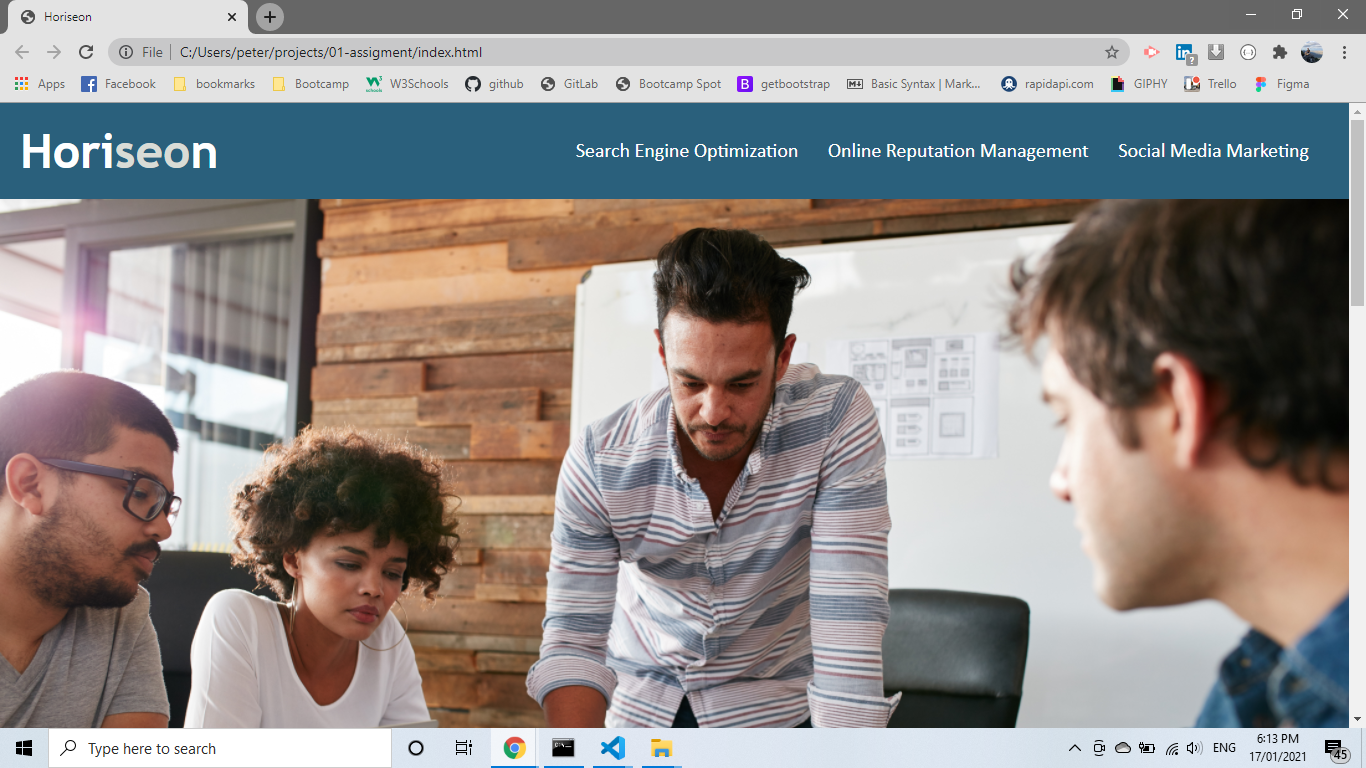 Horiseon
File
C:/Users/peter/projects/01-assigment/index.html
Apps
Facebook
bookmarks
Bootcamp
W3Schools
github
GitLab
Bootcamp Spot
getbootstrap
Basic Syntax | Mark...
rapidapi.com
GIPHY
Trello
Figma
Horiseon
Search Engine Optimization
Online Reputation Management
Social Media Marketing
Type here to search
ENG
6:13 PM
17/01/2021
45